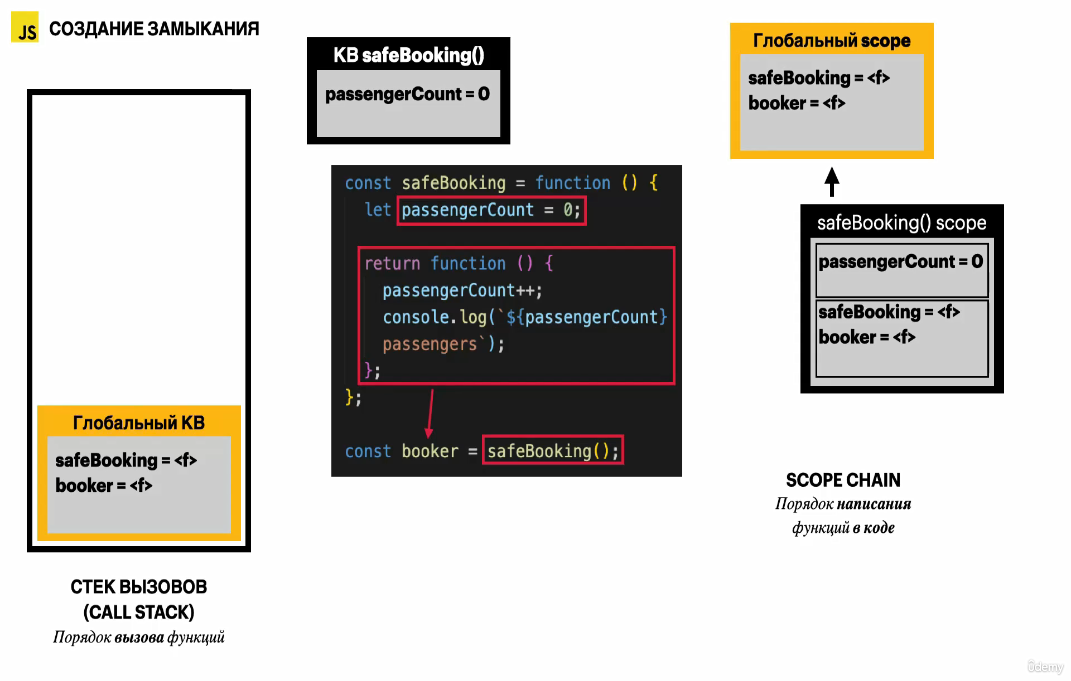 JS СОЗДАНИЕ ЗАМЫКАНИЯ
КВ safeBooking()
passengerCount = 0
Глобальный scope
safeBooking = <f>
booker = <f>
const safeBooking = function () {
let passengerCount = 0;
return function () {
passengerCount++;
console.log(`${passengerCount}
passengers`);
};
};
const booker = safeBooking();
safeBooking() scope
passengerCount = 0
safeBooking = <f>
booker = <f>
Глобальный КВ
safeBooking = <f>
booker = <f>
SCOPE CHAIN
Порядок написания
функций в коде
СТЕК ВЫЗОВОВ
(CALL STACK)
Порядок вызова функций
ûdemy